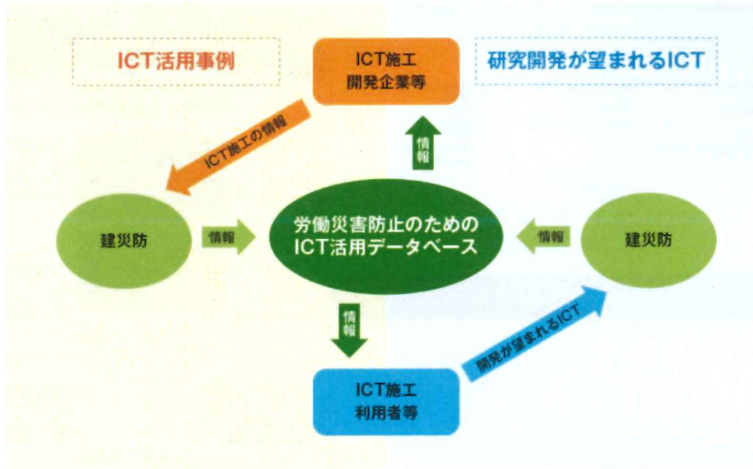 ICT活用事例
ICT施工
開発企業等
研究開発が望まれるICT
ICT施工の情報
情報
建災防
情報
労働災害防止のための
ICT活用データベース
情報
建災防
情報
開発が望まれるICT
ICT施工
利用者等